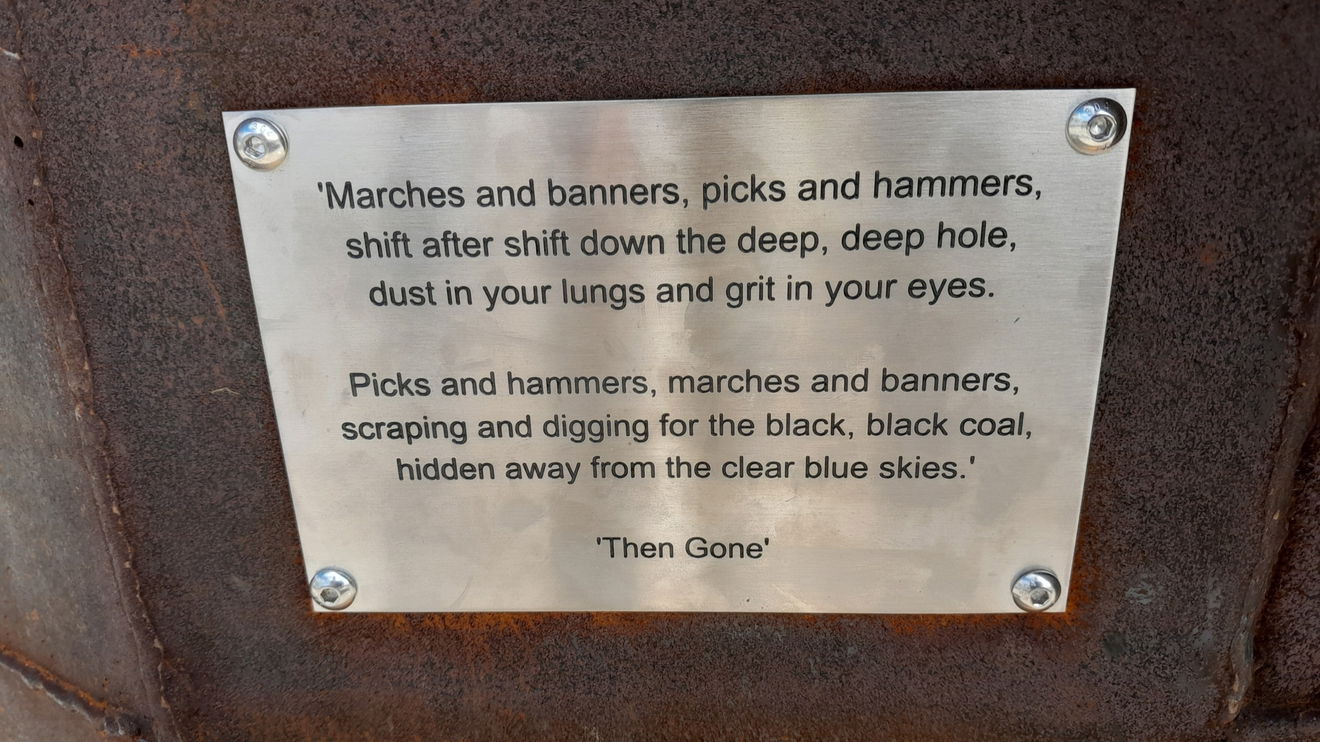 'Marches and banners, picks and hammers,
shift after shift down the deep, deep hole,
dust in your lungs and grit in your eyes.
Picks and hammers, marches and banners,
scraping and digging for the black, black coal,
hidden away from the clear blue skies.'
'Then Gone'